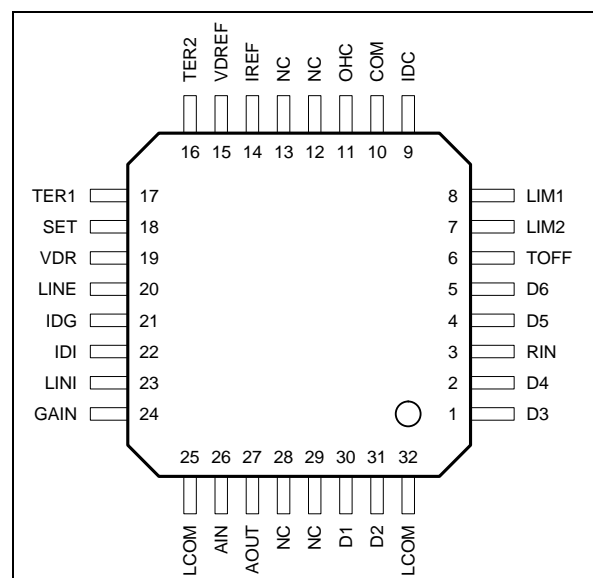 TER2 VDREF IREF NC NC OHC COM IDC
16 15 14 13 12 11 10 9
TER1 17 8 LIM1
SET 18 7 LIM2
VDR 19 6 TOFF
LINE 20 5 D6
IDG 21 4 D5
IDI 22 3 RIN
LINI 23 2 D4
GAIN 24 1 D3
25 26 27 28 29 30 31 32
LCOM AIN AOUT NC NC D1 D2 LCOM